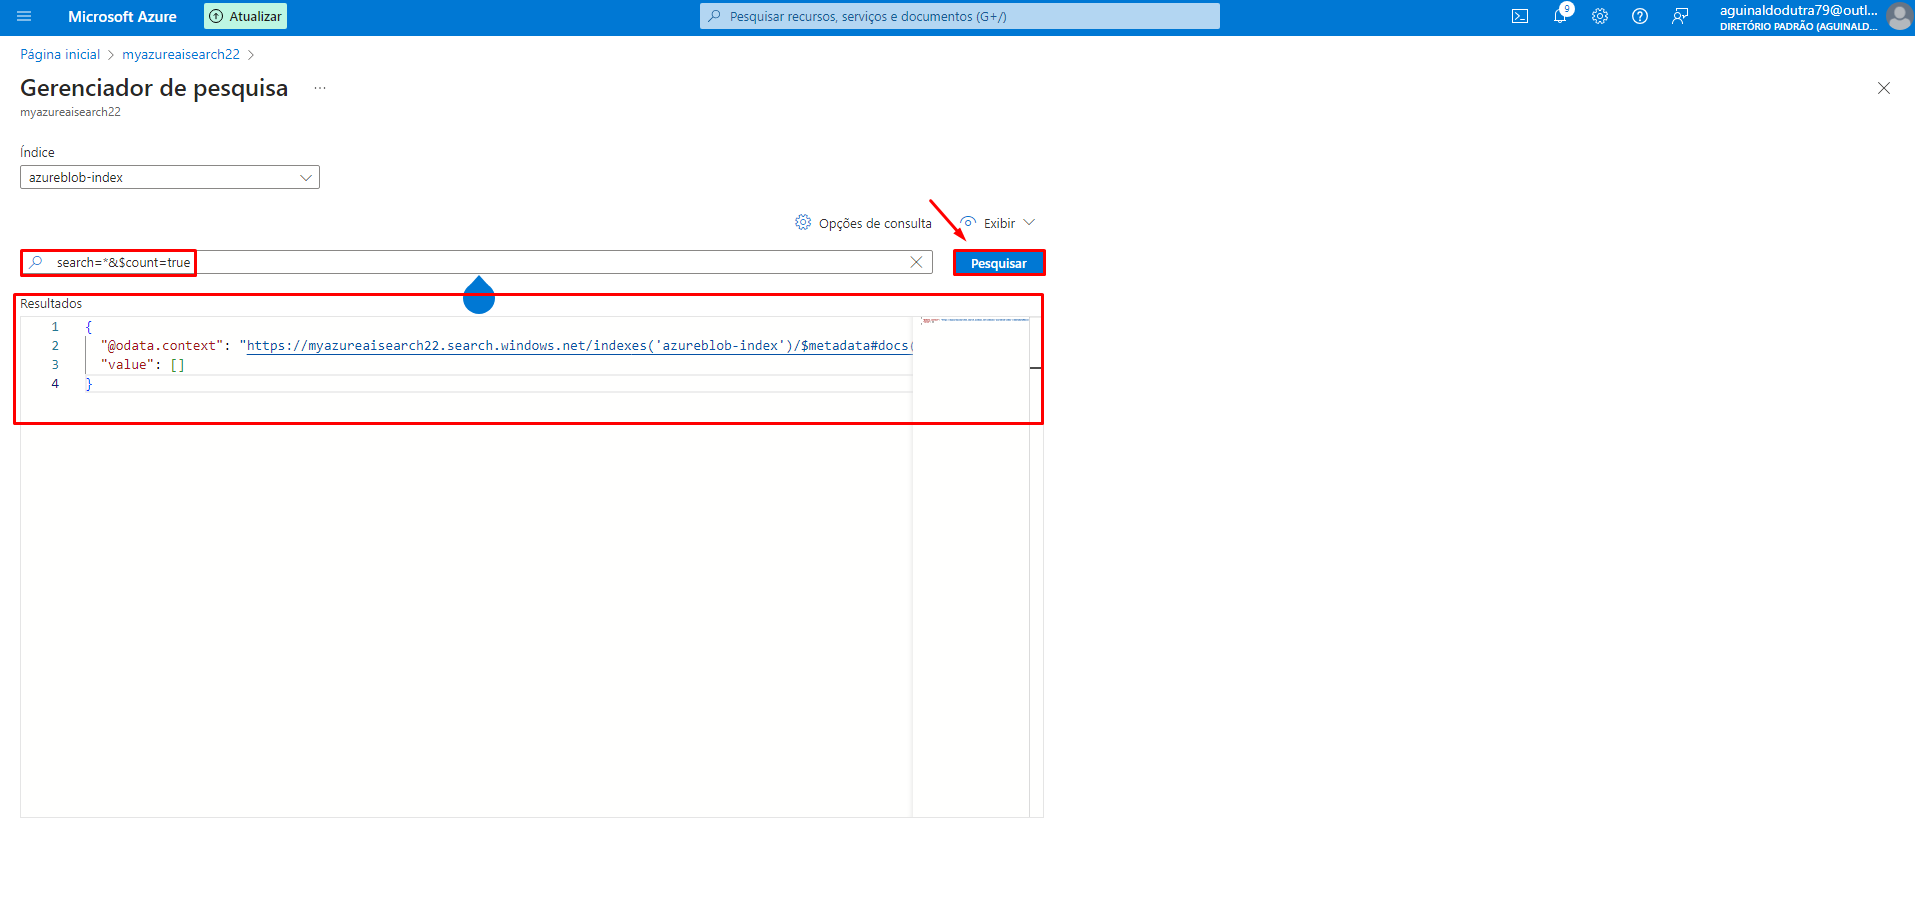 Microsoft Azure
Atualizar
Pesquisar recursos, serviços e documentos (G+/)
9
aguinaldodutra79@outl...
DIRETÓRIO PADRÃO (AGUINALD...
Página inicial > myazureaisearch22 >
Gerenciador de pesquisa ...
myazureaisearch22
Índice
azureblob-index
Opções de consulta
Exibir
search=*&$count=true
Pesquisar
Resultados
1 {
2 "@odata.context": "https://myazureaisearch22.search.windows.net/indexes('azureblob-index')/$metadata#docs(
3 "value": []
4 }